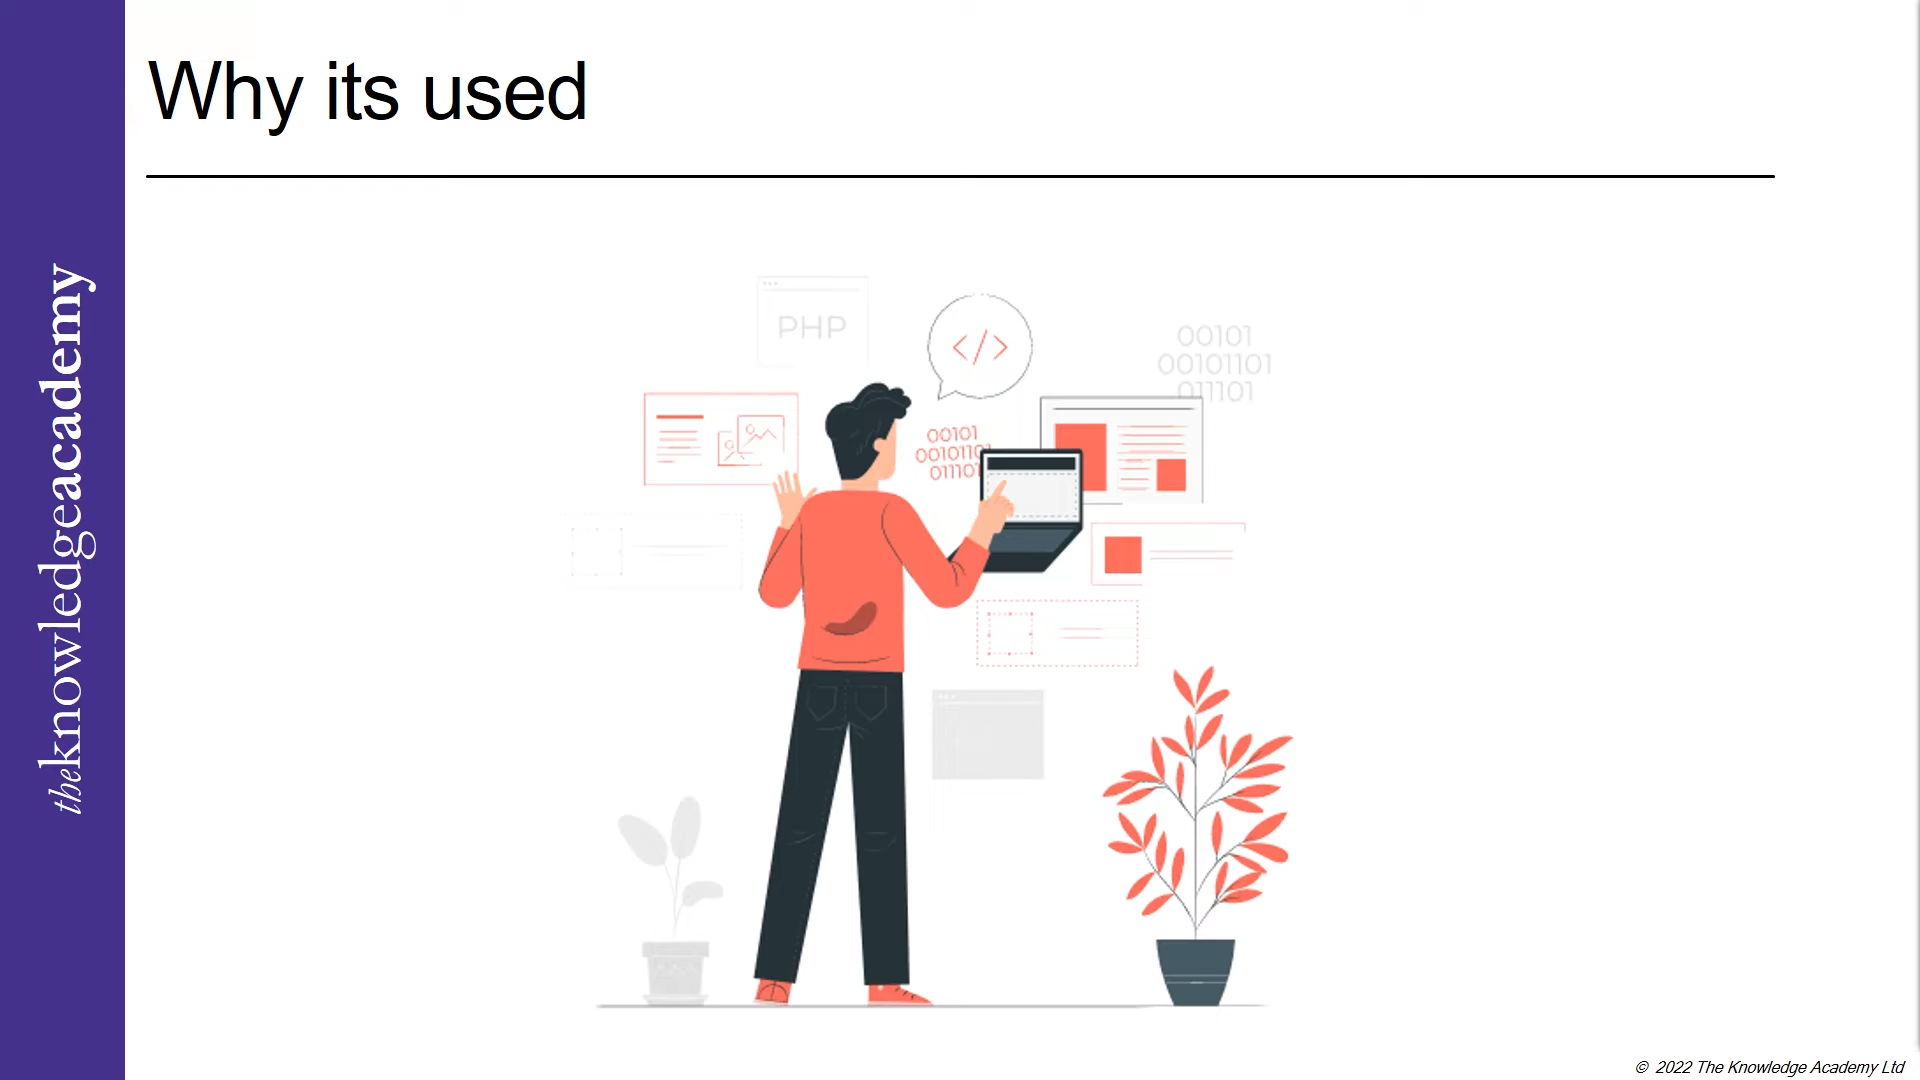 Why its used
theknowledgeacademy
PHP
</>
00101
00101101
011101
00101
0010110
01110
© 2022 The Knowledge Academy Ltd